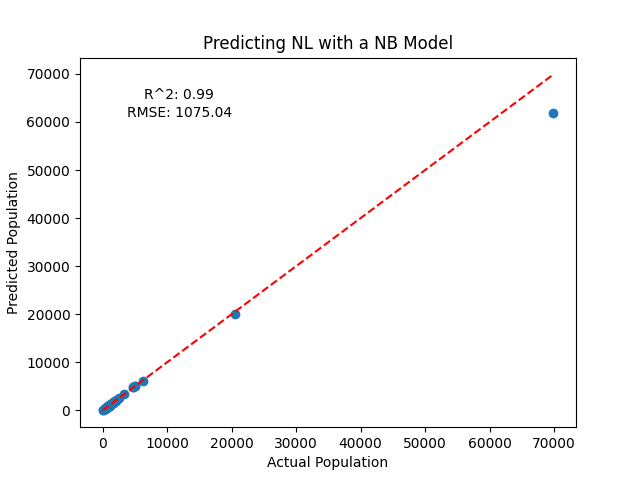 Predicting NL with a NB Model
R^2: 0.99
RMSE: 1075.04
70000
60000
50000
40000
30000
20000
10000
0
Predicted Population
0 10000 20000 30000 40000 50000 60000 70000
Actual Population